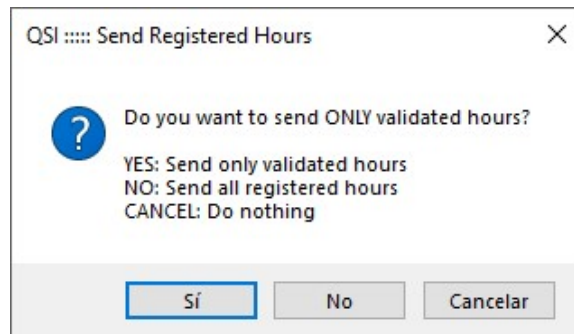 QSI ::::: Send Registered Hours
Do you want to send ONLY validated hours?
YES: Send only validated hours
NO: Send all registered hours
CANCEL: Do nothing
Sí
No
Cancelar